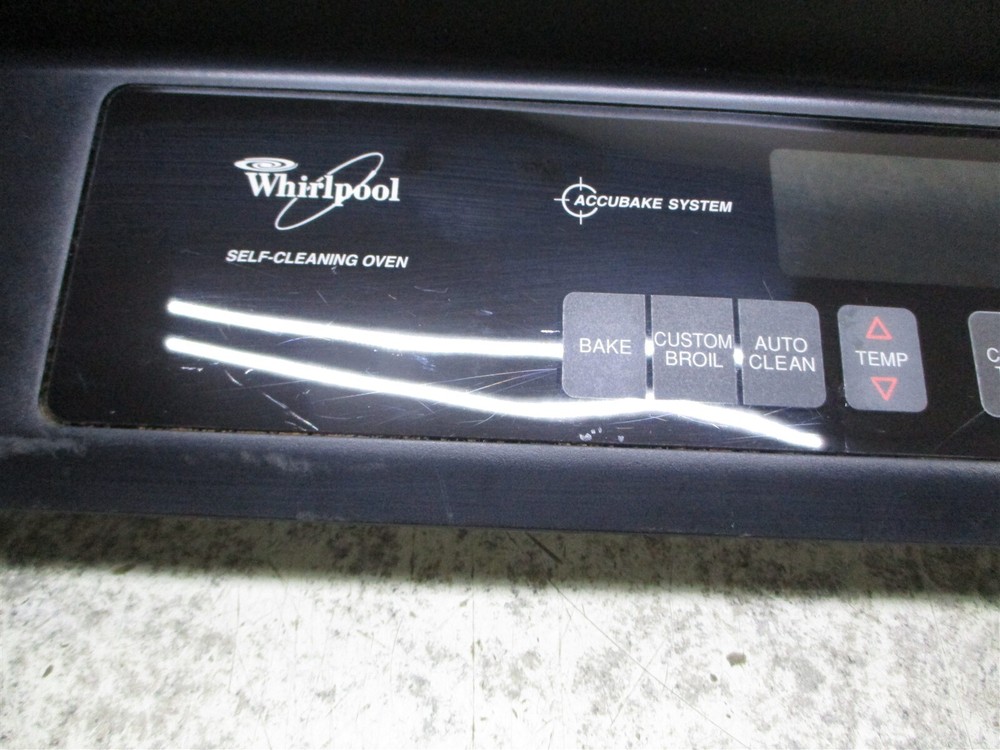 Whirlpool
SELF-CLEANING OVEN
ACCUBAKE SYSTEM
BAKE
CUSTOM
BROIL
AUTO
CLEAN
TEMP